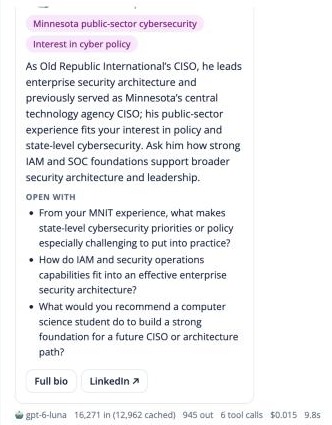 Minnesota public-sector cybersecurity
Interest in cyber policy
As Old Republic International's CISO, he leads
enterprise security architecture and
previously served as Minnesota's central
technology agency CISO; his public-sector
experience fits your interest in policy and
state-level cybersecurity. Ask him how strong
IAM and SOC foundations support broader
security architecture and leadership.
OPEN WITH
• From your MNIT experience, what makes
state-level cybersecurity priorities or policy
especially challenging to put into practice?
• How do IAM and security operations
capabilities fit into an effective enterprise
security architecture?
• What would you recommend a computer
science student do to build a strong
foundation for a future CISO or architecture
path?
Full bio LinkedIn ↗
gpt-6-luna 16,271 in (12,962 cached) 945 out 6 tool calls $0.015 9.8s